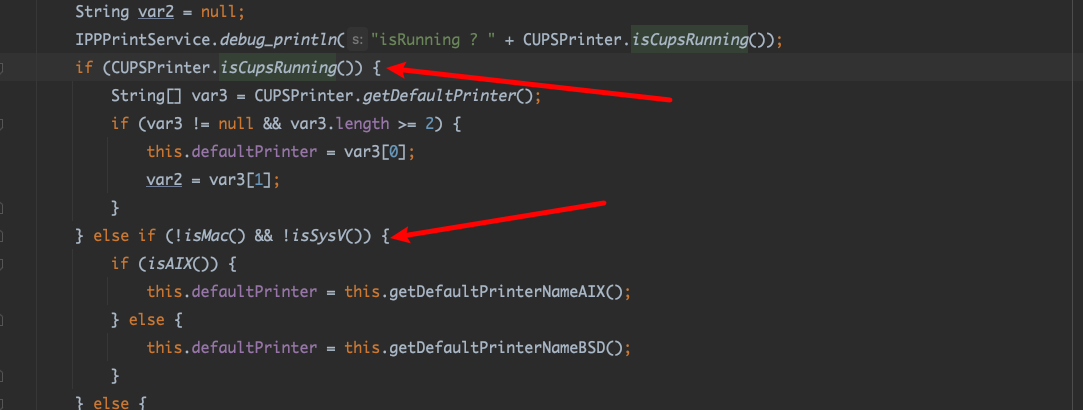 String var2 = null;
IPPPrintService.debug_println( s: "isRunning ? " + CUPSPrinter.isCupsRunning());
if (CUPSPrinter.isCupsRunning()) {
String[] var3 = CUPSPrinter.getDefaultPrinter();
if (var3 != null && var3.length >= 2) {
this.defaultPrinter = var3[0];
var2 = var3[1];
}
} else if (!isMac() && !isSysV()) {
if (isAIX()) {
this.defaultPrinter = this.getDefaultPrinterNameAIX();
} else {
this.defaultPrinter = this.getDefaultPrinterNameBSD();
}
} else {